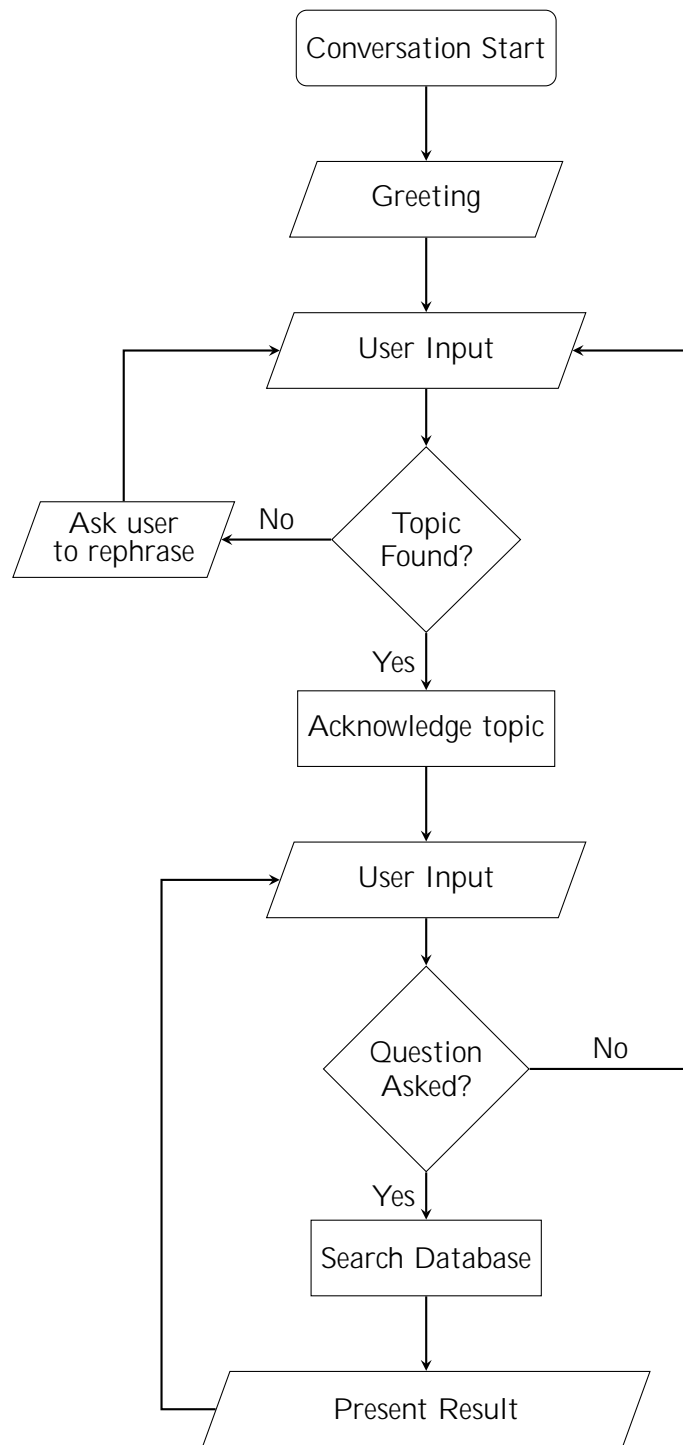 Conversation Start
Greeting
User Input
Topic
Found?
No
Ask user
to rephrase
Yes
Acknowledge topic
User Input
Question
Asked?
No
Yes
Search Database
Present Result